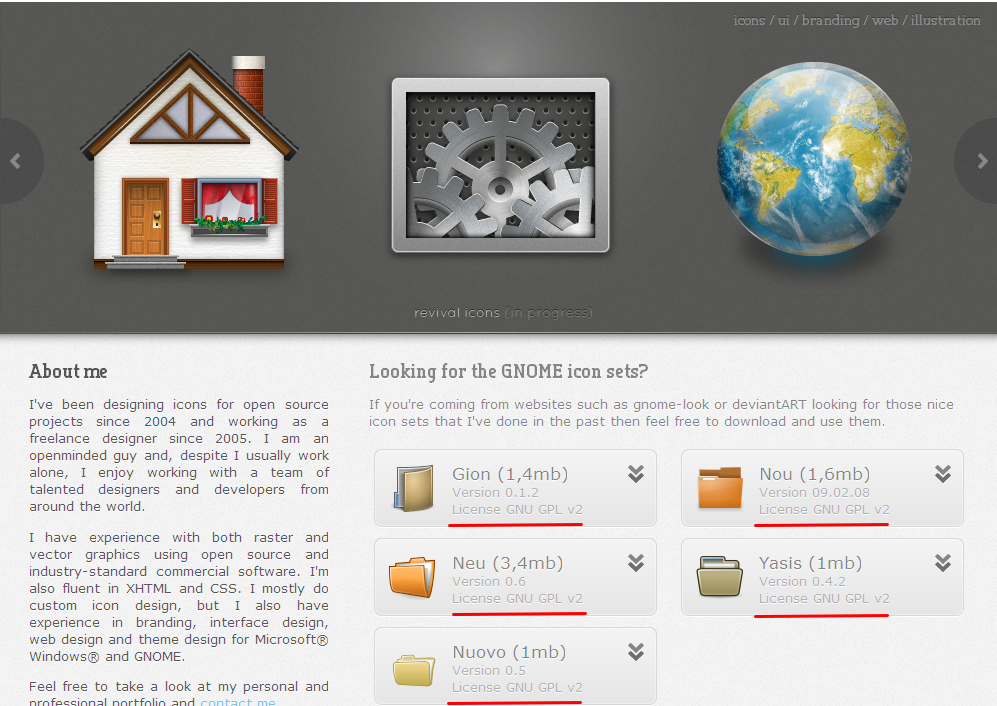 icons / ui / branding / web / illustration
revival icons (in progress)
About me
I've been designing icons for open source
projects since 2004 and working as a
freelance designer since 2005. I am an
openminded guy and, despite I usually work
alone, I enjoy working with a team of
talented designers and developers from
around the world.
I have experience with both raster and
vector graphics using open source and
industry-standard commercial software. I'm
also fluent in XHTML and CSS. I mostly do
custom icon design, but I also have
experience in branding, interface design,
web design and theme design for Microsoft®
Windows® and GNOME.
Feel free to take a look at my personal and
professional portfolio and contact me.
Looking for the GNOME icon sets?
If you're coming from websites such as gnome-look or deviantART looking for those nice
icon sets that I've done in the past then feel free to download and use them.
Gion (1,4mb)
Version 0.1.2
License GNU GPL v2
Nou (1,6mb)
Version 09.02.08
License GNU GPL v2
Neu (3,4mb)
Version 0.6
License GNU GPL v2
Yasis (1mb)
Version 0.4.2
License GNU GPL v2
Nuovo (1mb)
Version 0.5
License GNU GPL v2